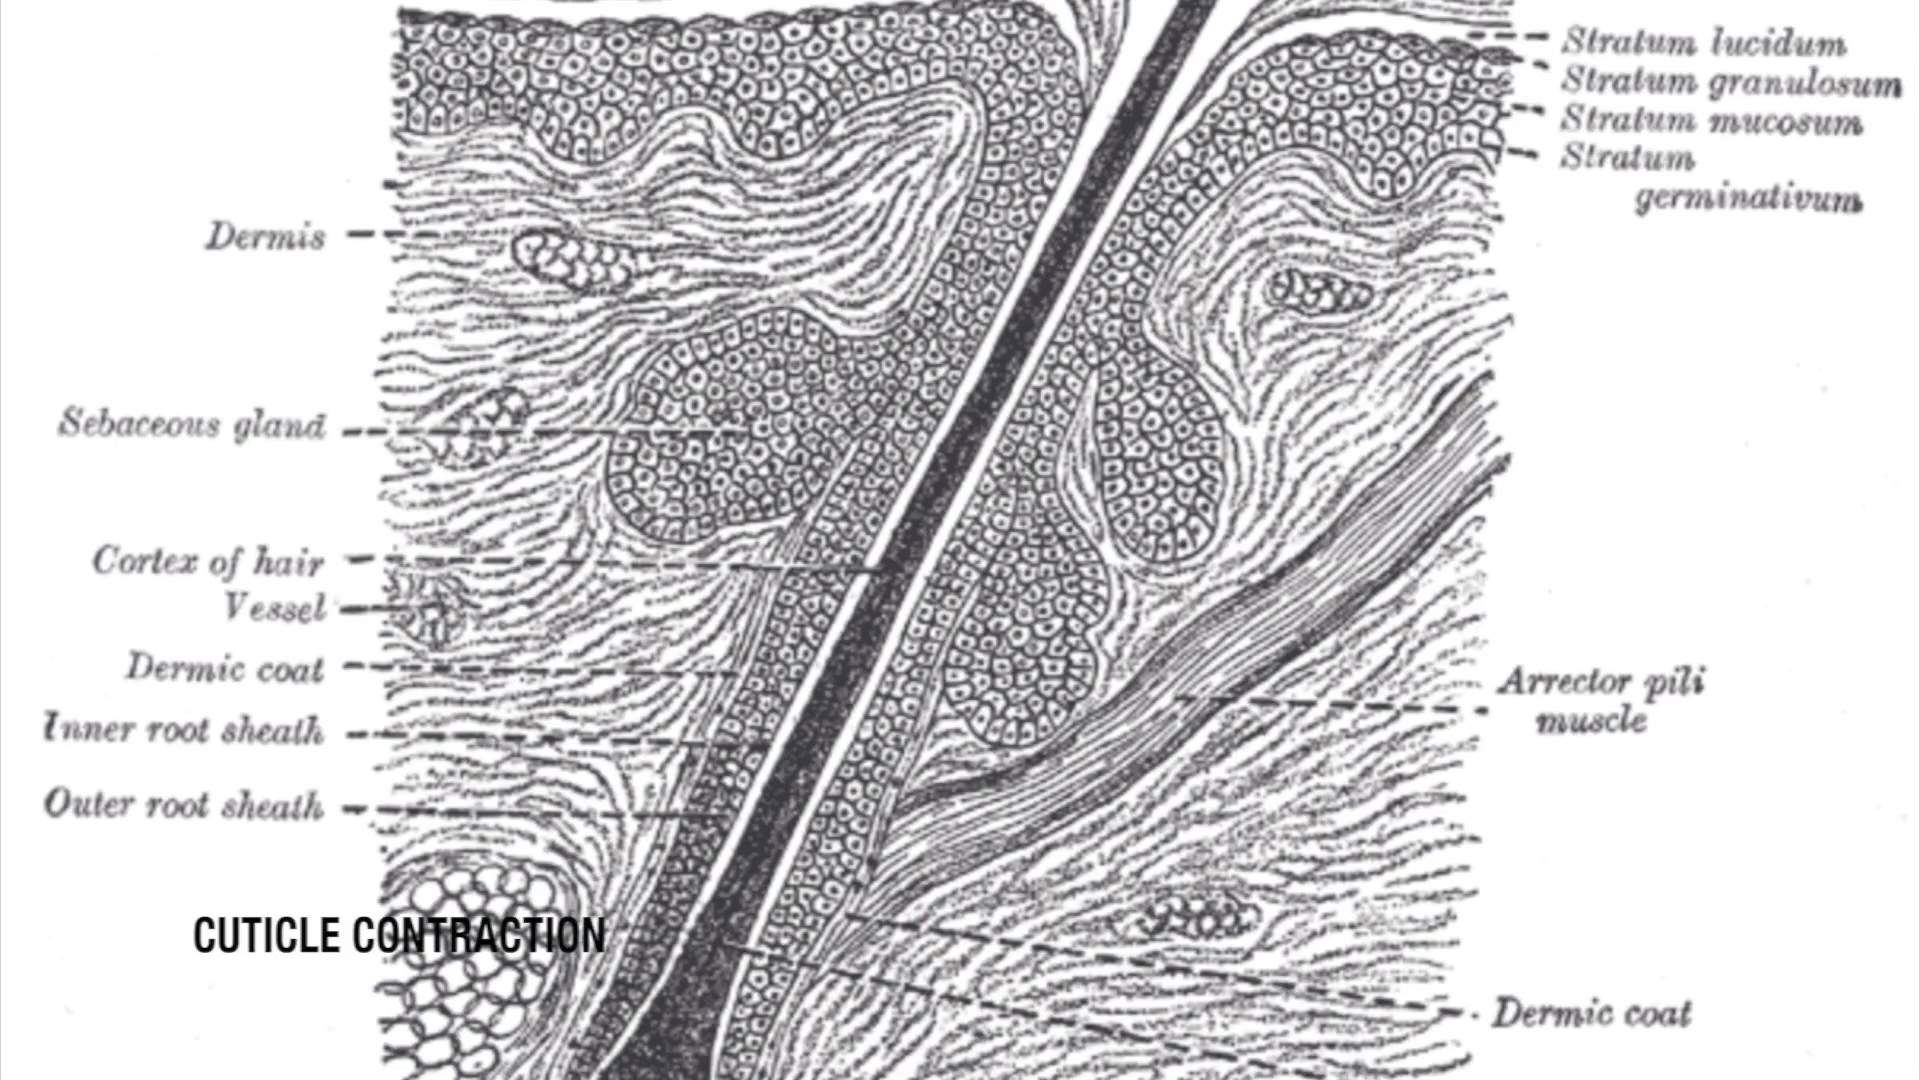 Stratum lucidum
Stratum granulosum
Stratum mucosum
Stratum
germinativum
Dermis
Sebaceous gland
Cortex of hair
Vessel
Dermic coat
Inner root sheath
Outer root sheath
Arrector pili
muscle
CUTICLE CONTRACTION
Dermic coat